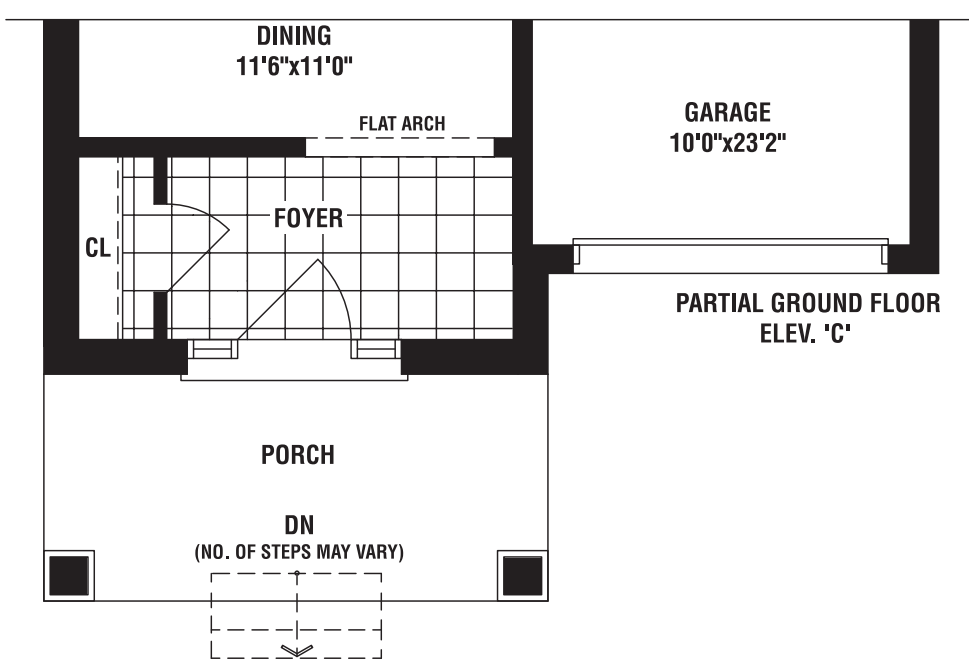 DINING
11'6"x11'0"
FLAT ARCH
GARAGE
10'0"x23'2"
FOYER
CL
PARTIAL GROUND FLOOR
ELEV. 'C'
PORCH
DN
(NO. OF STEPS MAY VARY)